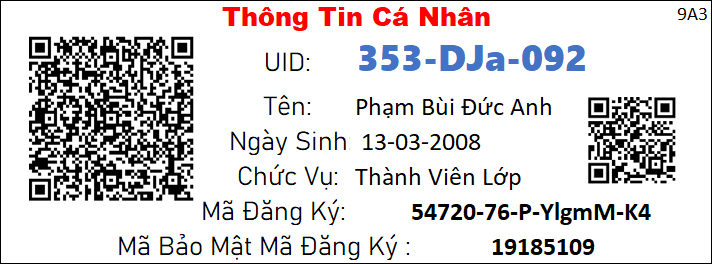 Thông Tin Cá Nhân
9A3
UID: 353-DJa-092
Tên: Phạm Bùi Đức Anh
Ngày Sinh 13-03-2008
Chức Vụ: Thành Viên Lớp
Mã Đăng Ký: 54720-76-P-YlgmM-K4
Mã Bảo Mật Mã Đăng Ký : 19185109